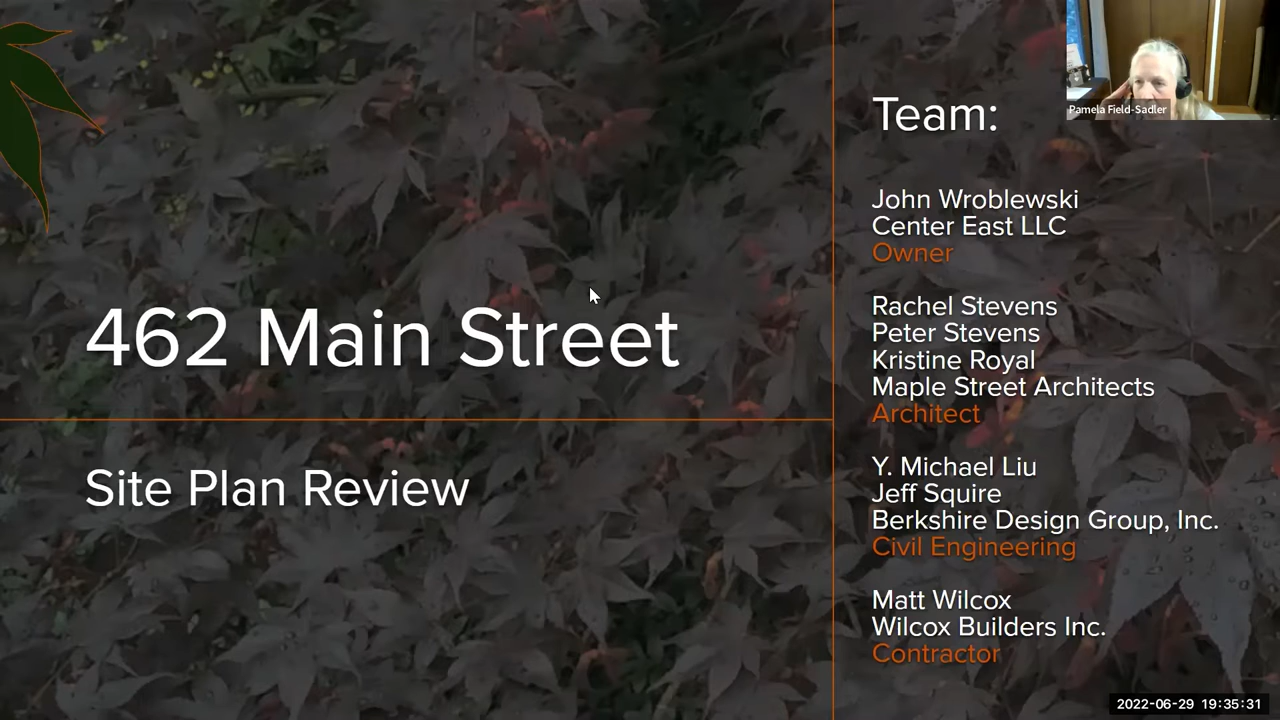 462 Main Street
Site Plan Review
Team:
John Wroblewski
Center East LLC
Owner
Rachel Stevens
Peter Stevens
Kristine Royal
Maple Street Architects
Architect
Y. Michael Liu
Jeff Squire
Berkshire Design Group, Inc.
Civil Engineering
Matt Wilcox
Wilcox Builders Inc.
Contractor
Pamela Field-Sadler
2022-06-29 19:35:31